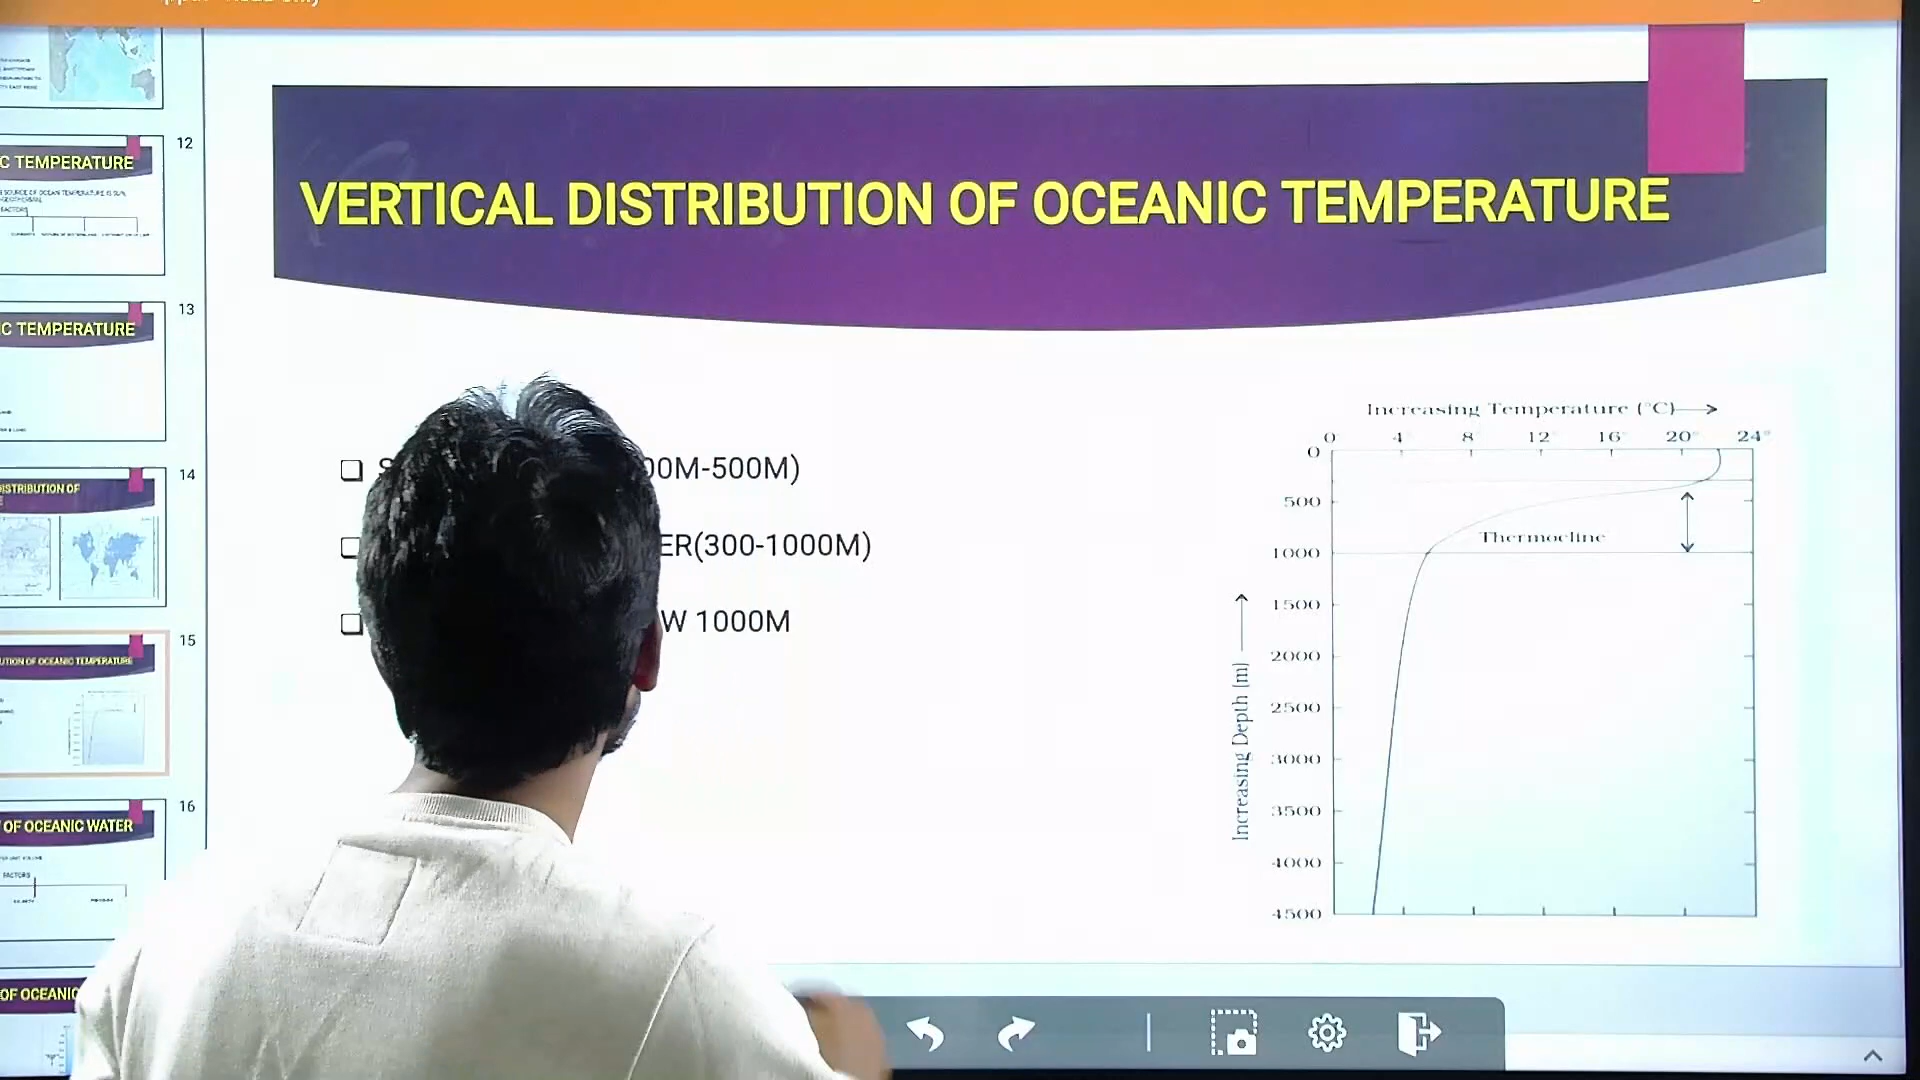 12
C TEMPERATURE
13
C TEMPERATURE
14
DISTRIBUTION OF
15
UTION OF OCEANIC TEMPERATURE
16
OF OCEANIC WATER
FACTORS
OF OCEANIC
VERTICAL DISTRIBUTION OF OCEANIC TEMPERATURE
S 00M-500M)
ER(300-1000M)
W 1000M
Increasing Temperature (°C)
0 4 8 12 16 20° 24°
0
500
Thermocline
1000
1500
2000
2500
3000
3500
4000
4500
Increasing Depth (m)